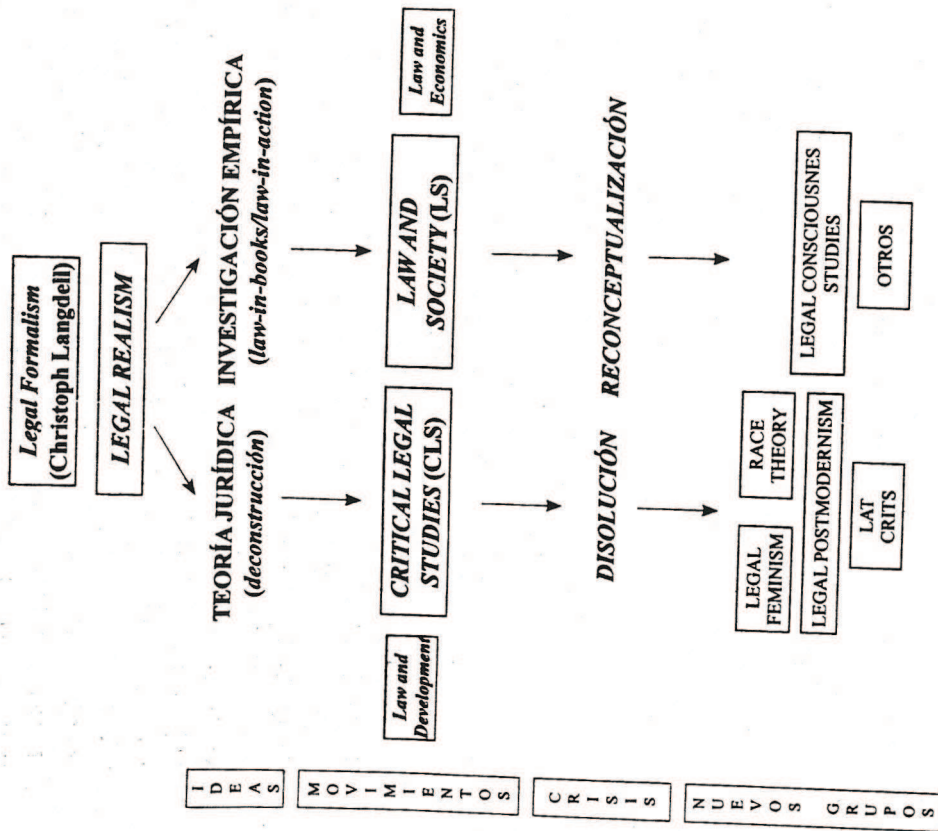 Legal Formalism
(Christoph Langdell)
LEGAL REALISM
IDEAS
TEORÍA JURÍDICA
(deconstrucción)
INVESTIGACIÓN EMPÍRICA
(law-in-books/law-in-action)
MOVIMIENTOS
Law and
Development
CRITICAL LEGAL
STUDIES (CLS)
LAW AND
SOCIETY (LS)
Law and
Economics
CRISIS
DISOLUCIÓN
RECONCEPTUALIZACIÓN
NUEVOS GRUPOS
LEGAL
FEMINISM
RACE
THEORY
LEGAL POSTMODERNISM
LAT
CRITS
LEGAL CONSCIOUSNES
STUDIES
OTROS